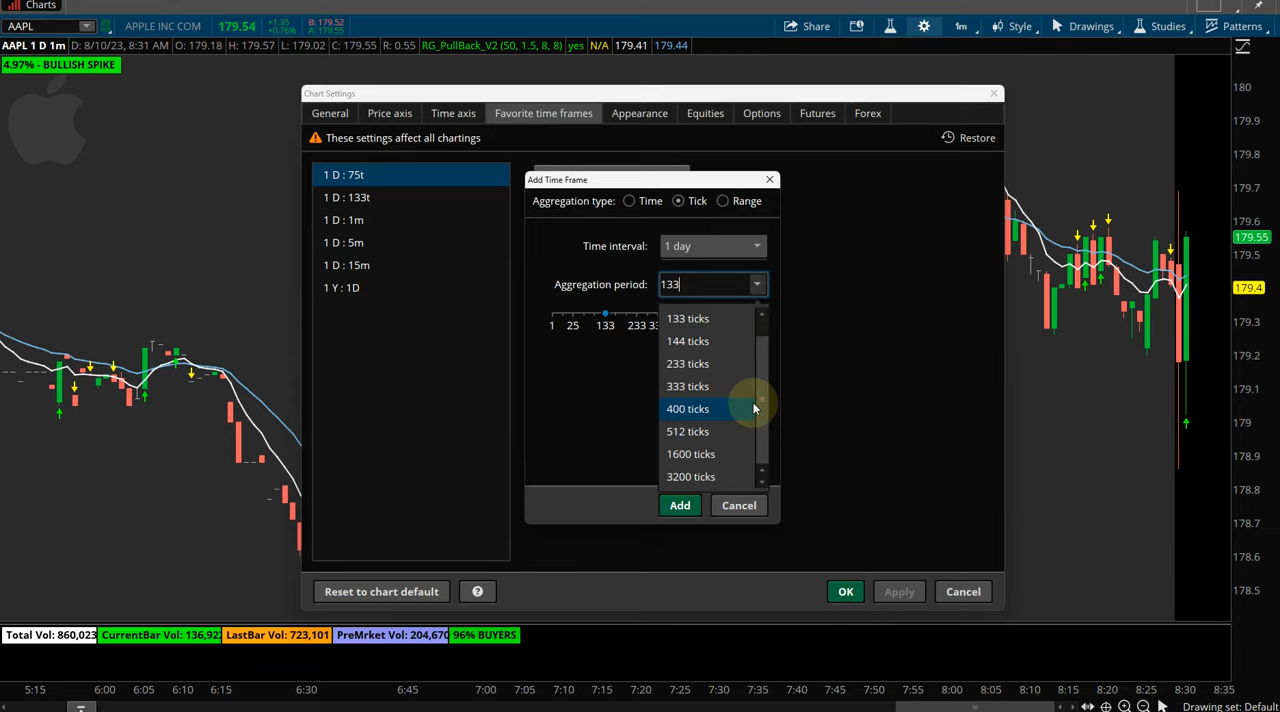 Charts
AAPL
APPLE INC COM
179.54
+1.35
+0.76%
B: 179.52
A: 179.55
Share
1m
Style
Drawings
Studies
Patterns
AAPL 1 D 1m
D: 8/10/23, 8:31 AM
O: 179.18
H: 179.57
L: 179.02
C: 179.55
R: 0.55
RG_PullBack_V2 (50, 1.5, 8, 8)
yes
N/A
179.41
179.44
4.97% - BULLISH SPIKE
Chart Settings
General
Price axis
Time axis
Favorite time frames
Appearance
Equities
Options
Futures
Forex
These settings affect all chartings
Restore
1 D : 75t
1 D : 133t
1 D : 1m
1 D : 5m
1 D : 15m
1 Y : 1D
Add Time Frame
Aggregation type:
Time
Tick
Range
Time interval:
1 day
Aggregation period:
133
1
25
133
233
133 ticks
144 ticks
233 ticks
333 ticks
400 ticks
512 ticks
1600 ticks
3200 ticks
Add
Cancel
Reset to chart default
?
OK
Apply
Cancel
180
179.9
179.8
179.7
179.6
179.55
179.5
179.4
179.3
179.2
179.1
179
178.9
178.8
178.7
178.6
178.5
Total Vol: 860,023
CurrentBar Vol: 136,92
LastBar Vol: 723,101
PreMrket Vol: 204,670
96% BUYERS
5:15
6:00
6:05
6:10
6:15
6:30
6:45
7:00
7:05
7:10
7:15
7:20
7:25
7:30
7:35
7:40
7:45
7:50
7:55
8:00
8:05
8:10
8:15
8:20
8:25
8:30
8:35
Drawing set: Default